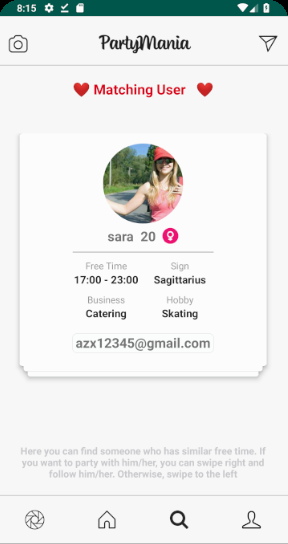 8:15
PartyMania
Matching User
sara 20
Free Time Sign
17:00 - 23:00 Sagittarius
Business Hobby
Catering Skating
azx12345@gmail.com
Here you can find someone who has similar free time. If
you want to party with him/her, you can swipe right and
follow him/her. Otherwise, swipe to the left